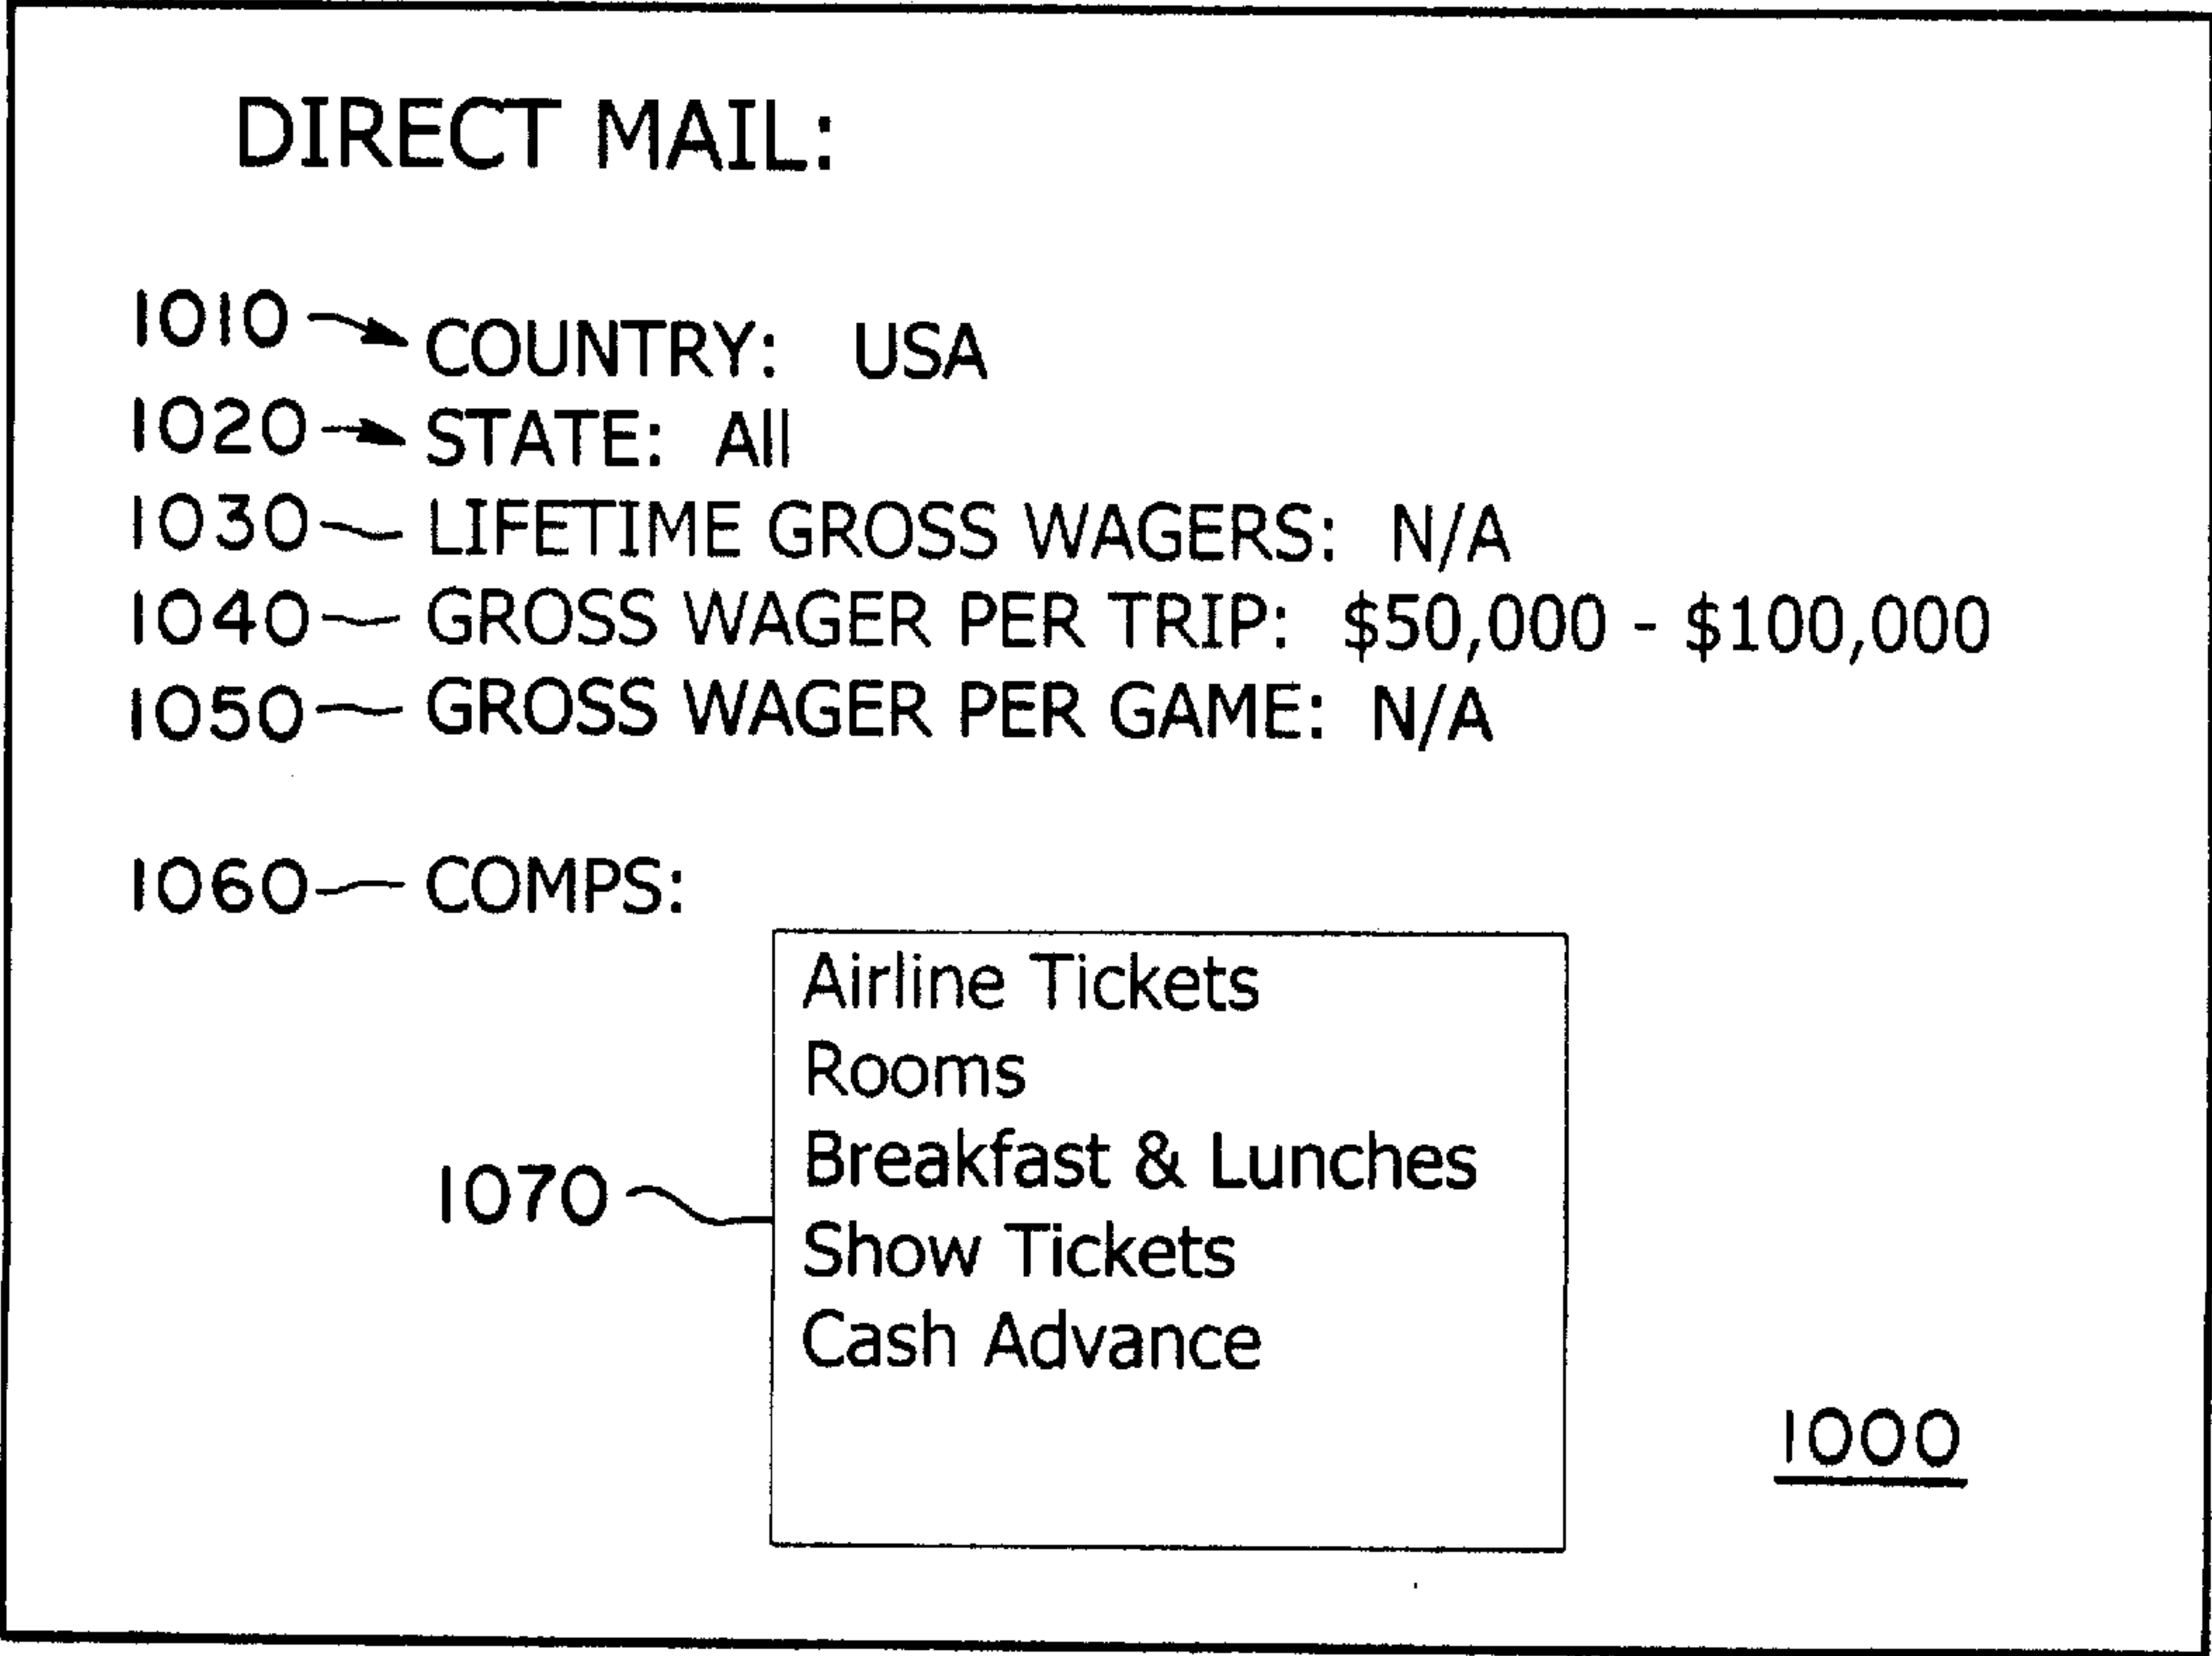 DIRECT MAIL:
1010 COUNTRY: USA
1020 STATE: All
1030 LIFETIME GROSS WAGERS: N/A
1040 GROSS WAGER PER TRIP: $50,000 - $100,000
1050 GROSS WAGER PER GAME: N/A
1060 COMPS:
Airline Tickets
Rooms
Breakfast & Lunches
1070
Show Tickets
Cash Advance
1000